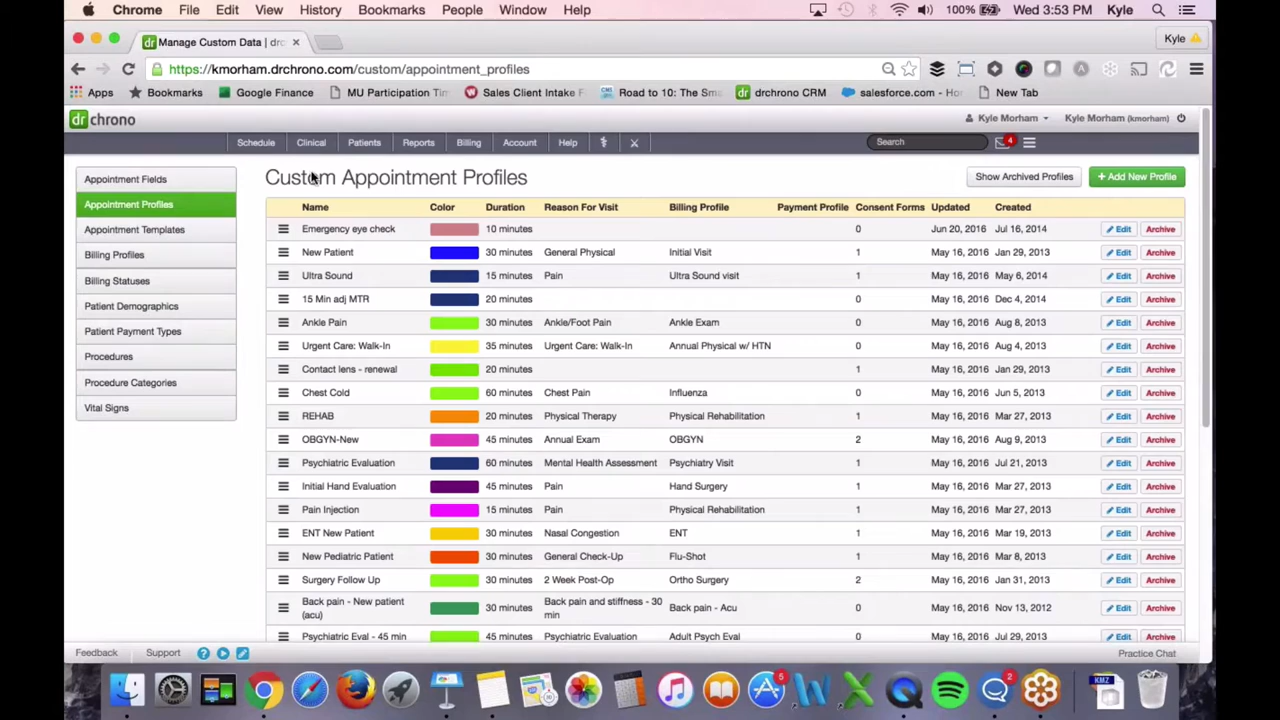 Chrome File Edit View History Bookmarks People Window Help 100% Wed 3:53 PM Kyle
Manage Custom Data | drc Kyle
https://kmorham.drchrono.com/custom/appointment_profiles
Apps Bookmarks Google Finance MU Participation Tim Sales Client Intake F Road to 10: The Sma drchrono CRM salesforce.com - Ho New Tab
dr chrono Kyle Morham Kyle Morham (kmorham)
Schedule Clinical Patients Reports Billing Account Help Search 4
Appointment Fields
Appointment Profiles
Appointment Templates
Billing Profiles
Billing Statuses
Patient Demographics
Patient Payment Types
Procedures
Procedure Categories
Vital Signs
Custom Appointment Profiles Show Archived Profiles + Add New Profile
Name Color Duration Reason For Visit Billing Profile Payment Profile Consent Forms Updated Created
Emergency eye check 10 minutes 0 Jun 20, 2016 Jul 16, 2014 Edit Archive
New Patient 30 minutes General Physical Initial Visit 1 May 16, 2016 Jan 29, 2013 Edit Archive
Ultra Sound 15 minutes Pain Ultra Sound visit 1 May 16, 2016 May 6, 2014 Edit Archive
15 Min adj MTR 20 minutes 0 May 16, 2016 Dec 4, 2014 Edit Archive
Ankle Pain 30 minutes Ankle/Foot Pain Ankle Exam 0 May 16, 2016 Aug 8, 2013 Edit Archive
Urgent Care: Walk-In 35 minutes Urgent Care: Walk-In Annual Physical w/ HTN 0 May 16, 2016 Aug 4, 2013 Edit Archive
Contact lens - renewal 20 minutes 1 May 16, 2016 Jan 29, 2013 Edit Archive
Chest Cold 60 minutes Chest Pain Influenza 0 May 16, 2016 Jun 5, 2013 Edit Archive
REHAB 20 minutes Physical Therapy Physical Rehabilitation 1 May 16, 2016 Mar 27, 2013 Edit Archive
OBGYN-New 45 minutes Annual Exam OBGYN 2 May 16, 2016 Aug 9, 2013 Edit Archive
Psychiatric Evaluation 60 minutes Mental Health Assessment Psychiatry Visit 1 May 16, 2016 Jul 21, 2013 Edit Archive
Initial Hand Evaluation 45 minutes Pain Hand Surgery 1 May 16, 2016 Mar 27, 2013 Edit Archive
Pain Injection 15 minutes Pain Physical Rehabilitation 1 May 16, 2016 Mar 27, 2013 Edit Archive
ENT New Patient 30 minutes Nasal Congestion ENT 1 May 16, 2016 Mar 19, 2013 Edit Archive
New Pediatric Patient 30 minutes General Check-Up Flu-Shot 1 May 16, 2016 Mar 8, 2013 Edit Archive
Surgery Follow Up 30 minutes 2 Week Post-Op Ortho Surgery 2 May 16, 2016 Jan 31, 2013 Edit Archive
Back pain - New patient (acu) 30 minutes Back pain and stiffness - 30 min Back pain - Acu 0 May 16, 2016 Nov 13, 2012 Edit Archive
Psychiatric Eval - 45 min 45 minutes Psychiatric Evaluation Adult Psych Eval 0 May 16, 2016 Jul 29, 2013 Edit Archive
Feedback Support Practice Chat
5 2 KMZ